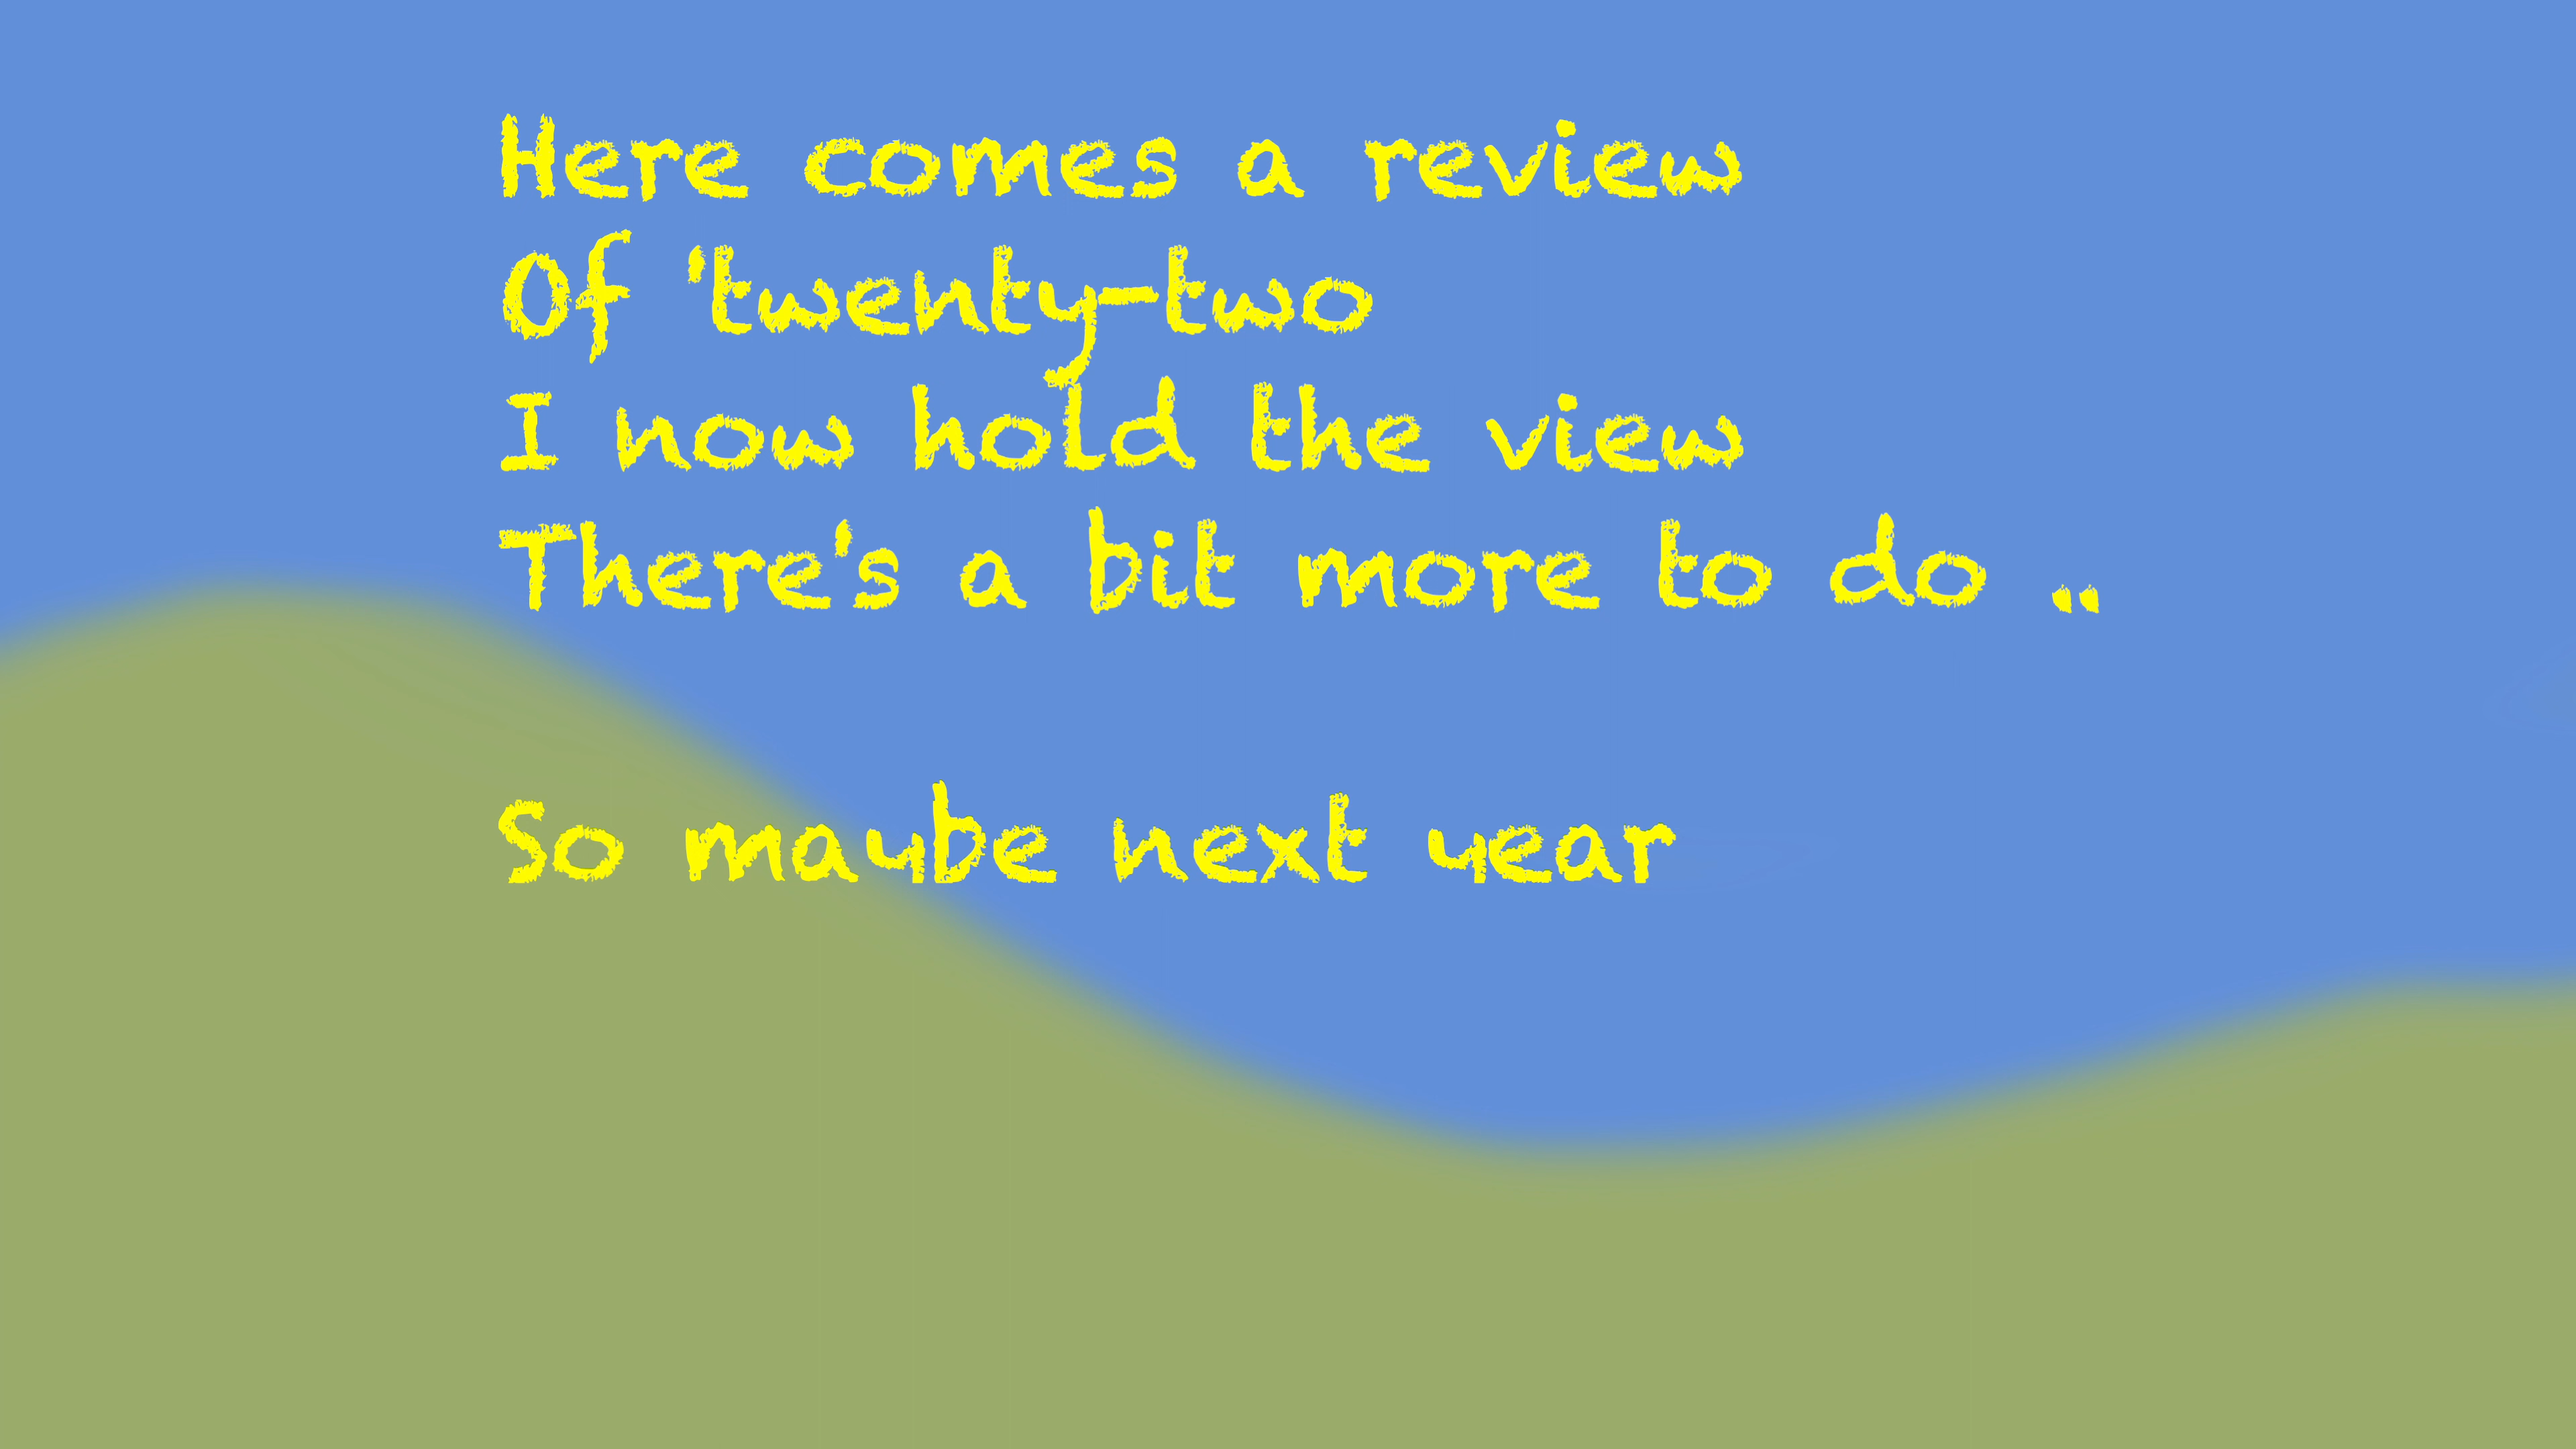 Here comes a review
Of 'twenty-two
I now hold the view
There's a bit more to do ..
So maybe next year